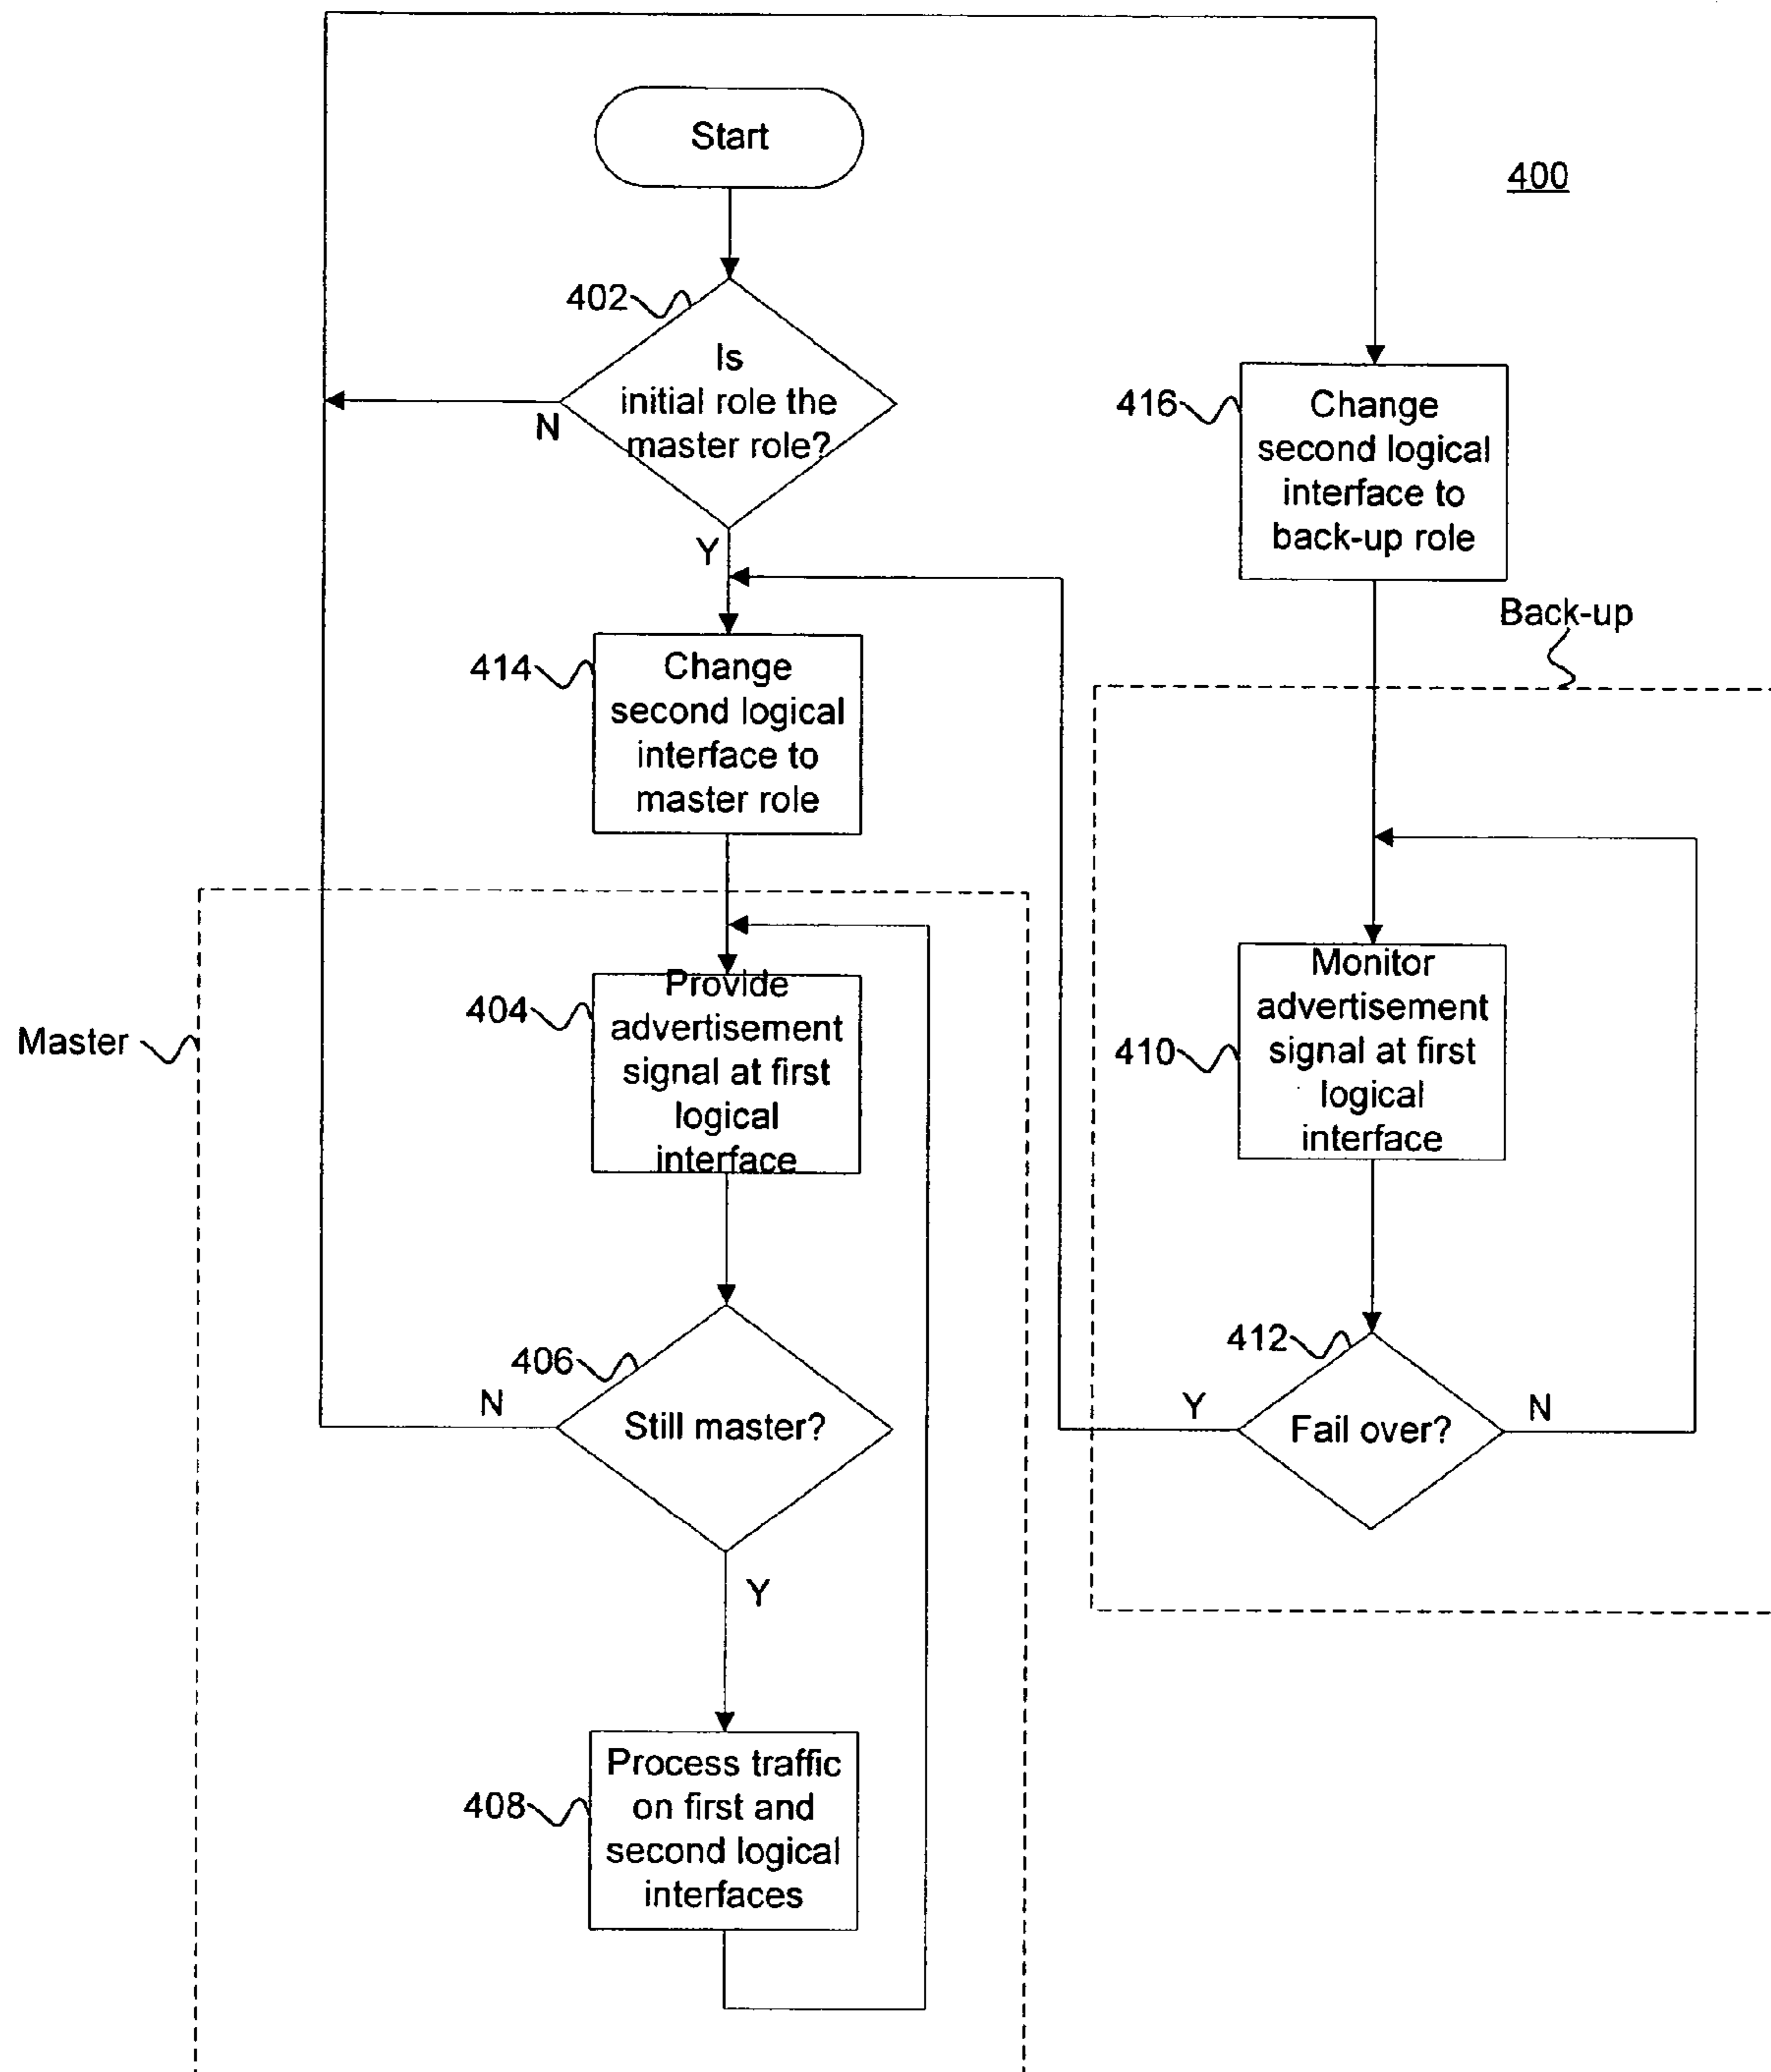 Start
400
402
Is
initial role the
master role?
N
Y
416
Change
second logical
interface to
back-up role
Back-up
414
Change
second logical
interface to
master role
Master
404
Provide
advertisement
signal at first
logical
interface
410
Monitor
advertisement
signal at first
logical
interface
406
Still master?
N
Y
412
Fail over?
Y
N
408
Process traffic
on first and
second logical
interfaces